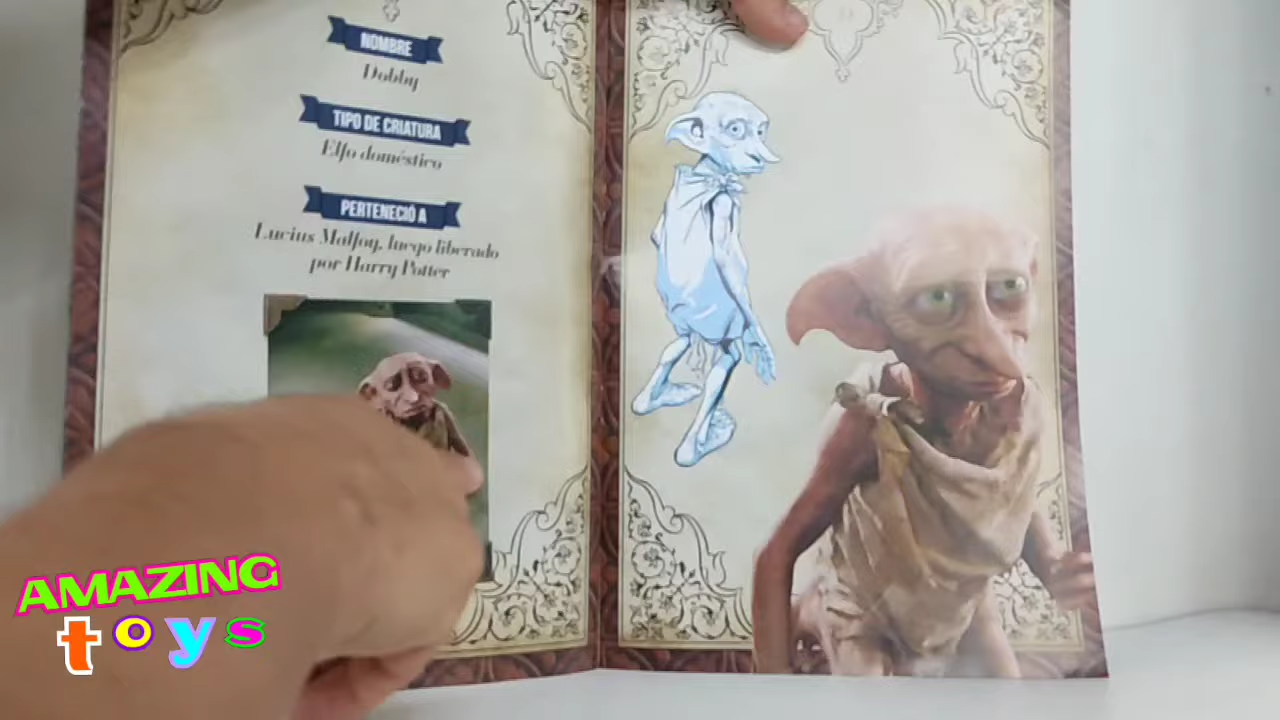 NOMBRE
Dobby
TIPO DE CRIATURA
Elfo doméstico
PERTENECIÓ A
Lucius Malfoy, luego liberado
por Harry Potter
AMAZING
toys